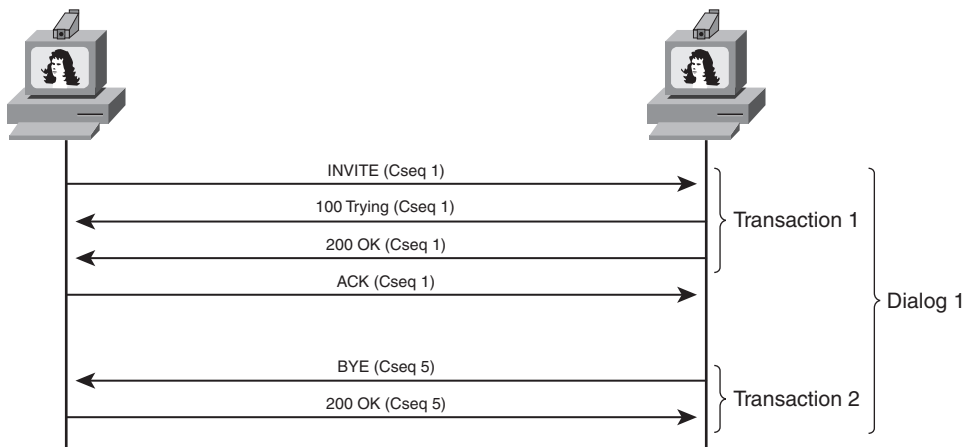 INVITE (Cseq 1)
100 Trying (Cseq 1)
Transaction 1
200 OK (Cseq 1)
ACK (Cseq 1)
Dialog 1
BYE (Cseq 5)
Transaction 2
200 OK (Cseq 5)